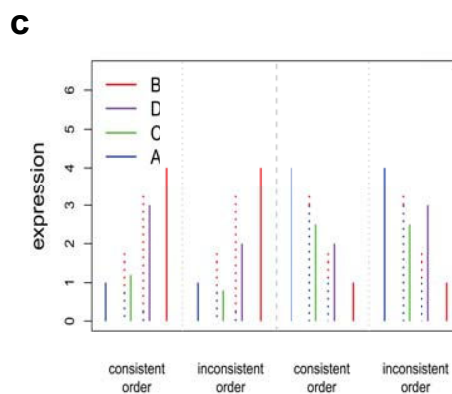 c
expression
6
5
4
3
2
1
0
B
D
C
A
consistent order
inconsistent order
consistent order
inconsistent order